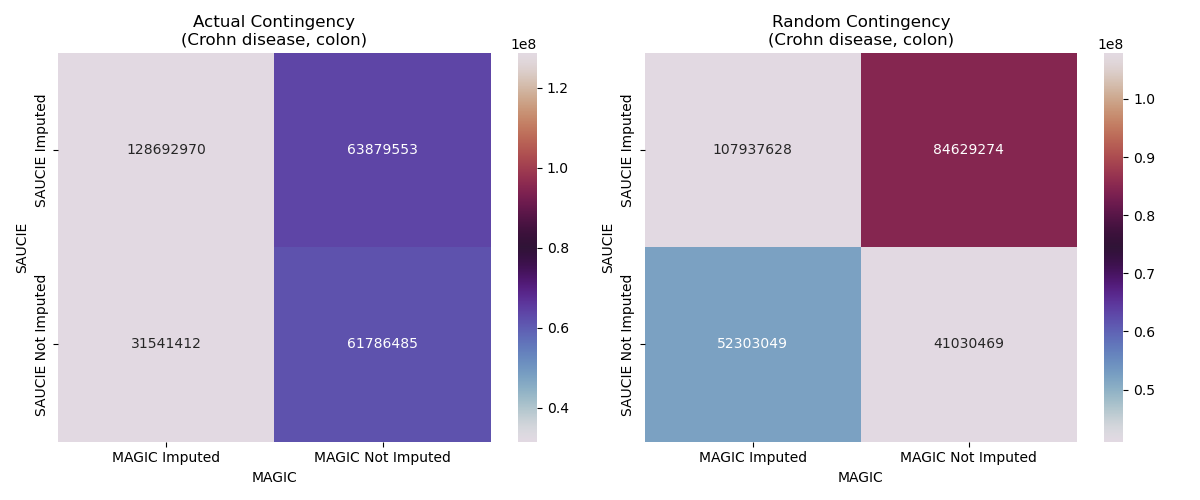 Actual Contingency
(Crohn disease, colon)
1e8
SAUCIE
SAUCIE Imputed
SAUCIE Not Imputed
128692970
63879553
31541412
61786485
1.2
1.0
0.8
0.6
0.4
MAGIC Imputed
MAGIC Not Imputed
MAGIC
Random Contingency
(Crohn disease, colon)
1e8
SAUCIE
SAUCIE Imputed
SAUCIE Not Imputed
107937628
84629274
52303049
41030469
1.0
0.9
0.8
0.7
0.6
0.5
MAGIC Imputed
MAGIC Not Imputed
MAGIC